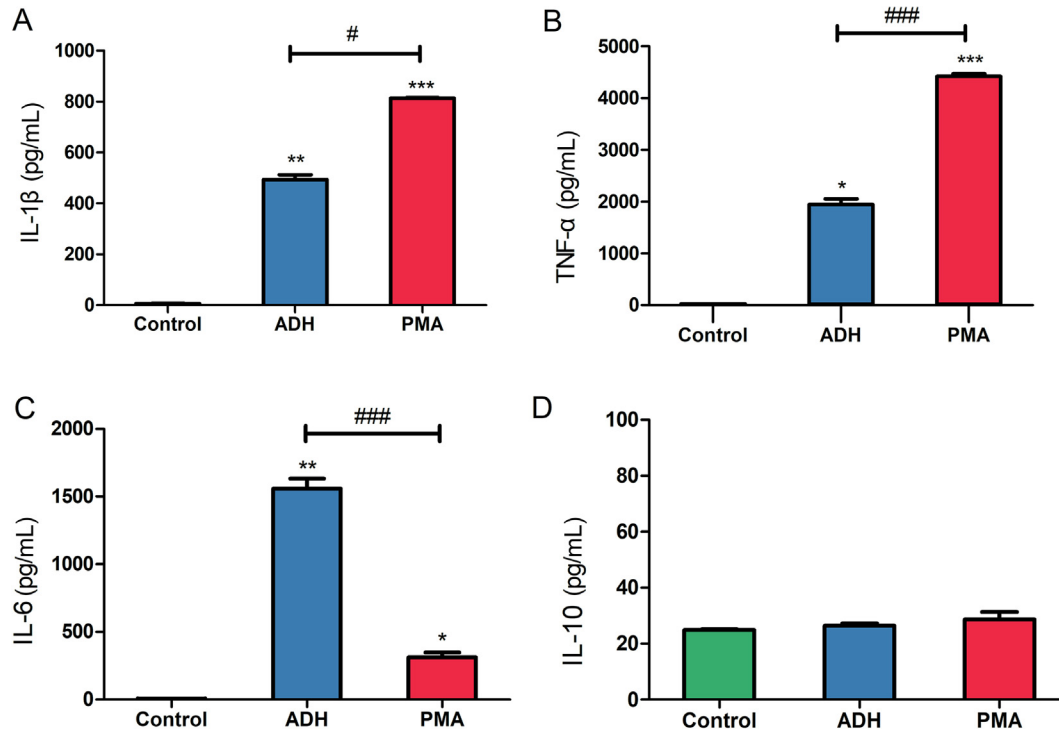 A
IL-1β (pg/mL)
1000
800
600
400
200
0
#
**
***
Control ADH PMA
B
TNF-α (pg/mL)
5000
4000
3000
2000
1000
0
###
*
***
Control ADH PMA
C
IL-6 (pg/mL)
2000
1500
1000
500
0
###
**
*
Control ADH PMA
D
IL-10 (pg/mL)
100
80
60
40
20
0
Control ADH PMA